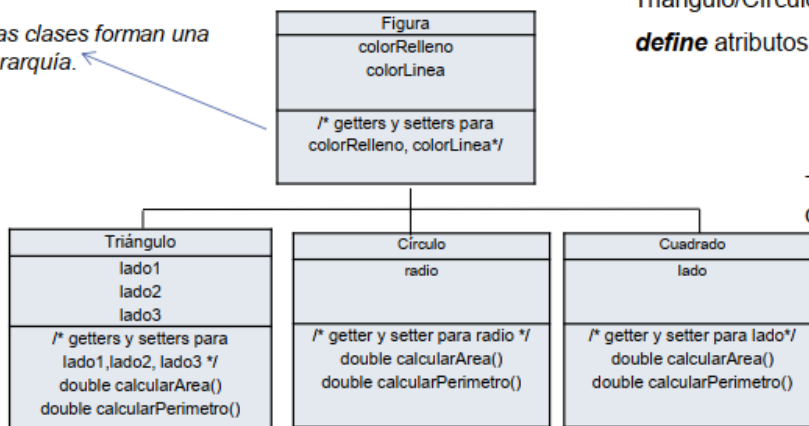 as clases forman una
rarquía.
Triángulo/Círculo
define atributos
Figura
colorRelleno
colorLinea
/* getters y setters para
colorRelleno, colorLinea*/
Triángulo
lado1
lado2
lado3
/* getters y setters para
lado1,lado2, lado3 */
double calcularArea()
double calcularPerimetro()
Círculo
radio
/* getter y setter para radio */
double calcularArea()
double calcularPerimetro()
Cuadrado
lado
/* getter y setter para lado*/
double calcularArea()
double calcularPerimetro()